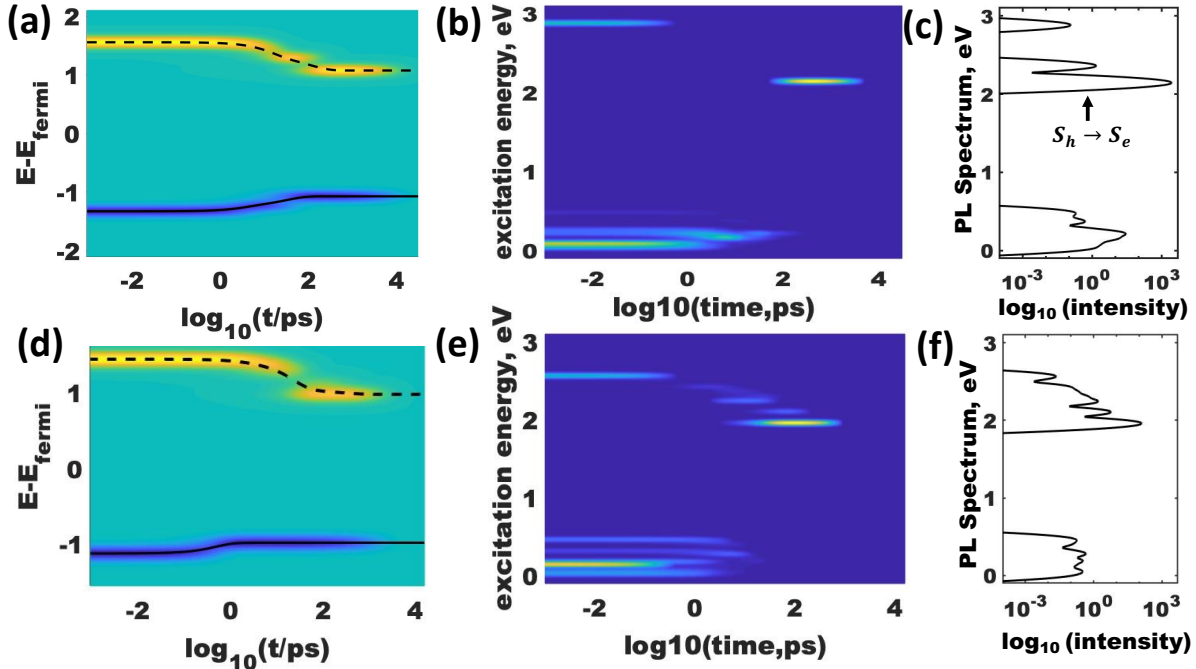 (a)
2
1
0
-1
-2
E-E_fermi
-2
0
2
4
log10(t/ps)
(b)
3
2
1
0
excitation energy, eV
-2
0
2
4
log10(time,ps)
(c)
3
2
1
0
PL Spectrum, eV
S_h → S_e
10^-3
10^0
10^3
log10 (intensity)
(d)
1
0
-1
E-E_fermi
-2
0
2
4
log10(t/ps)
(e)
3
2
1
0
excitation energy, eV
-2
0
2
4
log10(time,ps)
(f)
3
2
1
0
PL Spectrum, eV
10^-3
10^0
10^3
log10 (intensity)